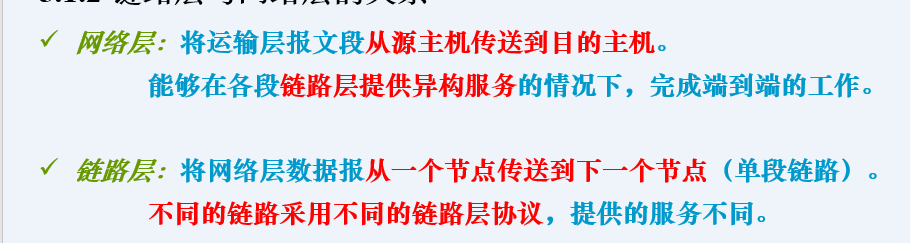 ✓ 网络层：将运输层报文段从源主机传送到目的主机。
能够在各段链路层提供异构服务的情况下，完成端到端的工作。
✓ 链路层：将网络层数据报从一个节点传送到下一个节点（单段链路）。
不同的链路采用不同的链路层协议，提供的服务不同。